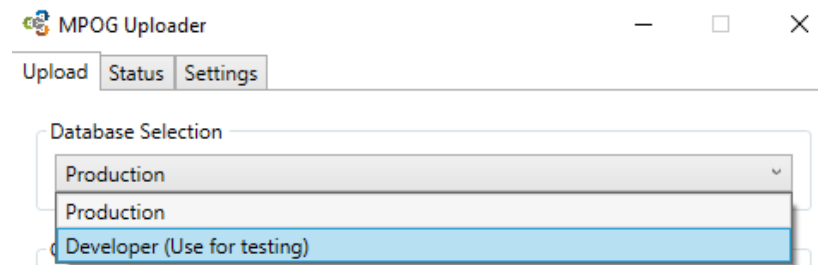 MPOG Uploader
Upload Status Settings
Database Selection
Production
Production
Developer (Use for testing)